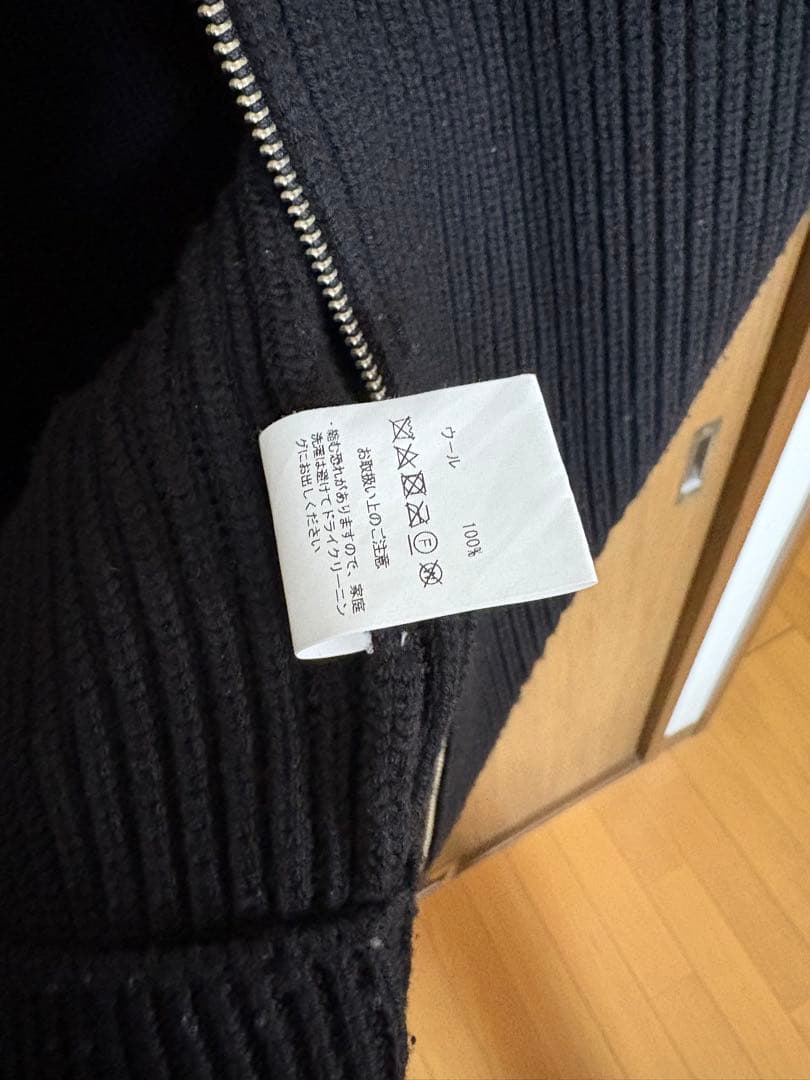 ウール 100%
F W
お取扱い上のご注意
・縮む恐れがありますので、家庭
洗濯は避けてドライクリーニン
グにお出しください